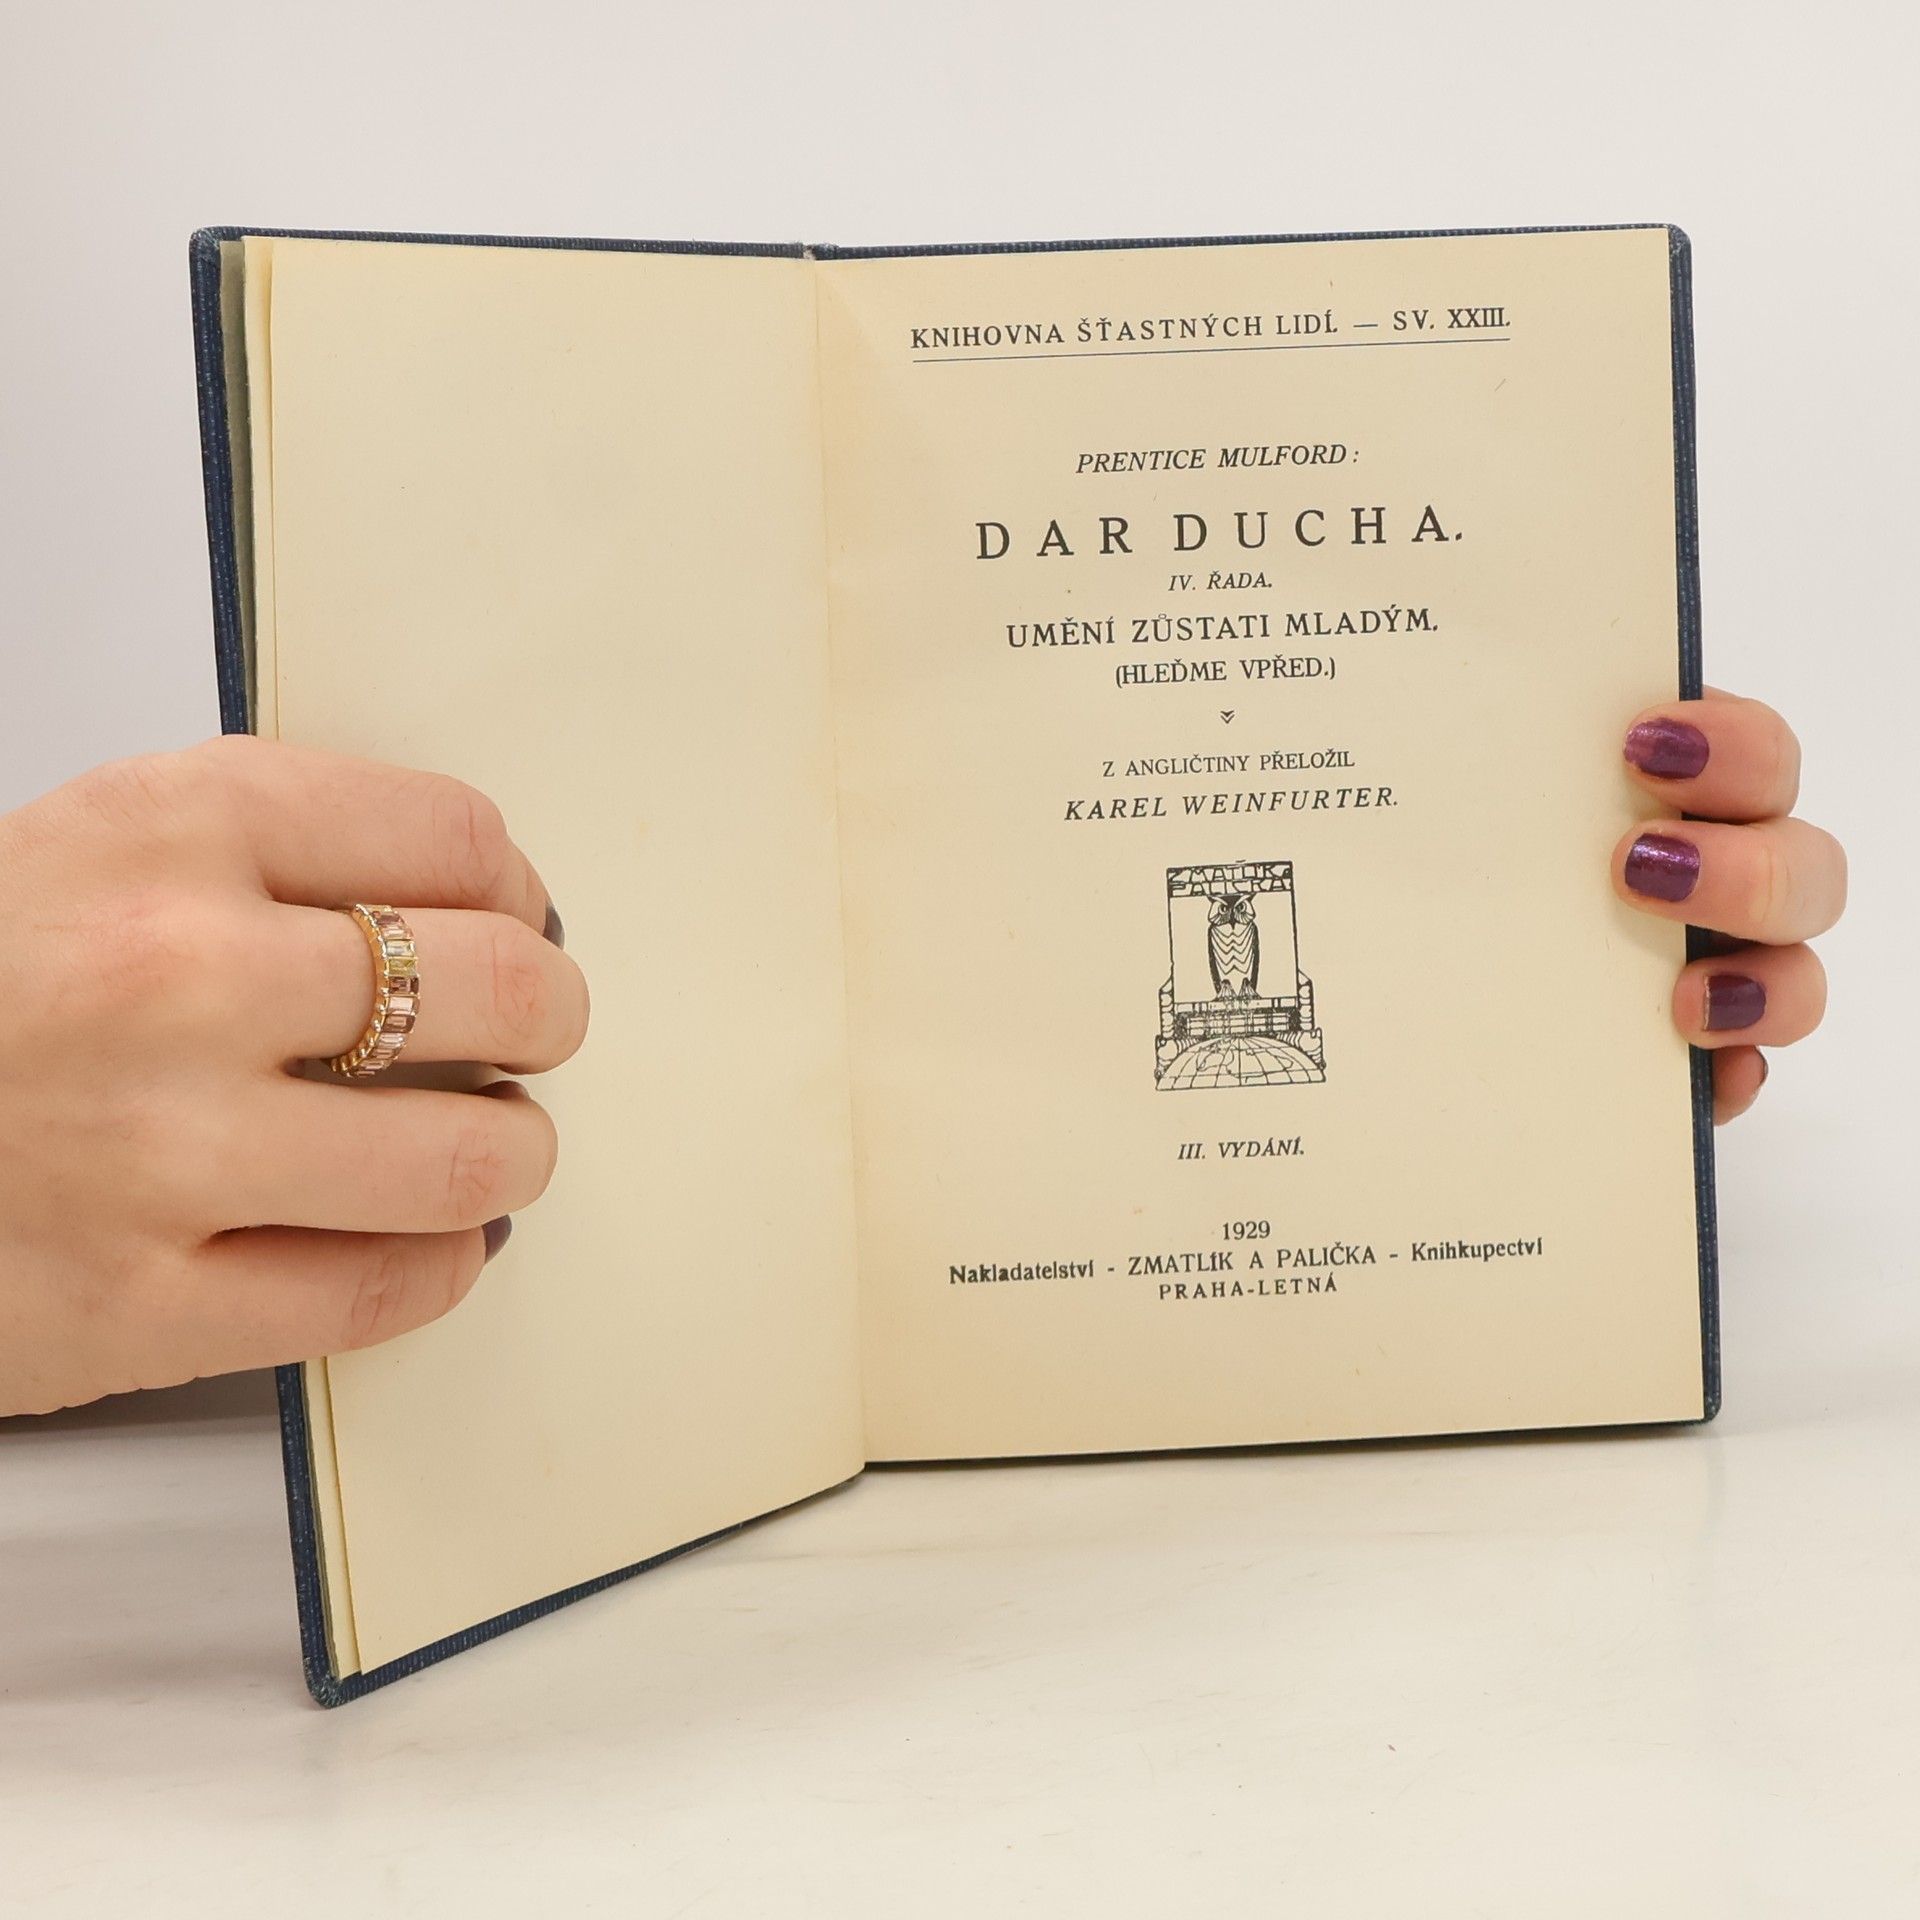 KNIHOVNA ŠŤASTNÝCH LIDÍ. — SV. XXIII.
PRENTICE MULFORD:
DAR DUCHA.
IV. ŘADA.
UMĚNÍ ZŮSTATI MLADÝM.
(HLEĎME VPŘED.)
Z ANGLIČTINY PŘELOŽIL
KAREL WEINFURTER.
ZMATLÍK A
PALIČKA
III. VYDÁNÍ.
1929
Nakladatelství - ZMATLÍK A PALIČKA - Knihkupectví
PRAHA-LETNÁ